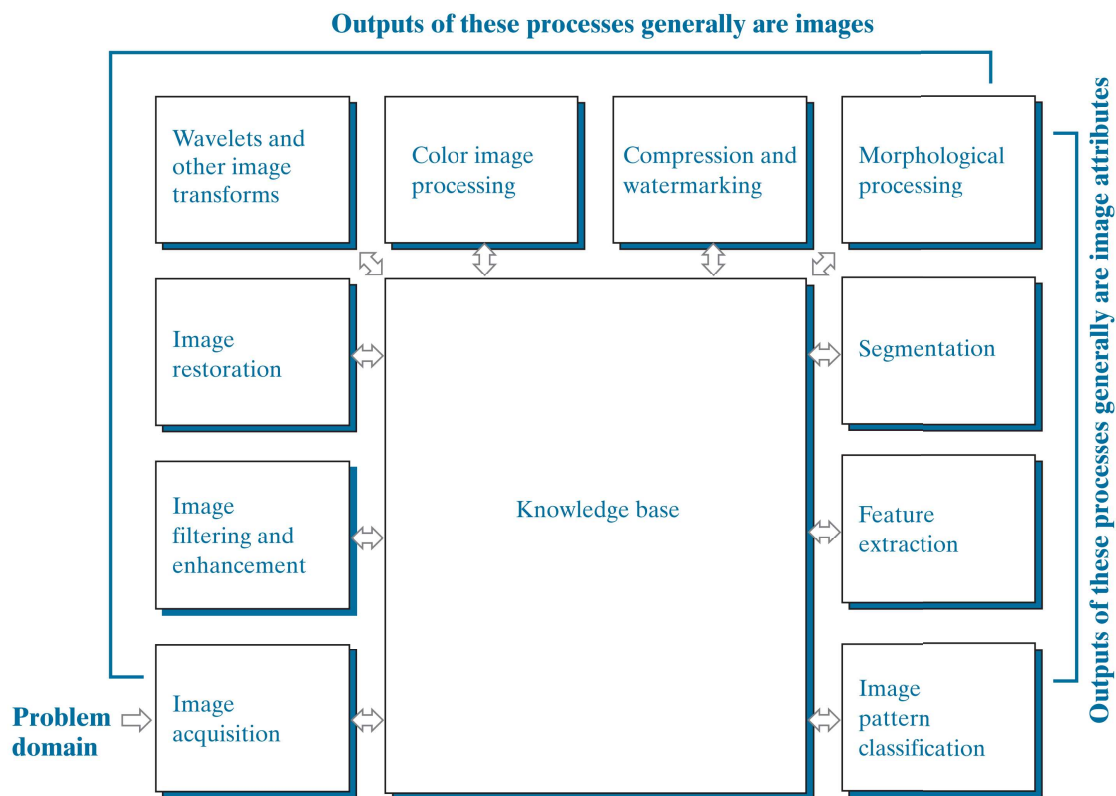 Outputs of these processes generally are images
Wavelets and
other image
transforms
Color image
processing
Compression and
watermarking
Morphological
processing
Image
restoration
Segmentation
Image
filtering and
enhancement
Knowledge base
Feature
extraction
Problem
domain
Image
acquisition
Image
pattern
classification
Outputs of these processes generally are image attributes